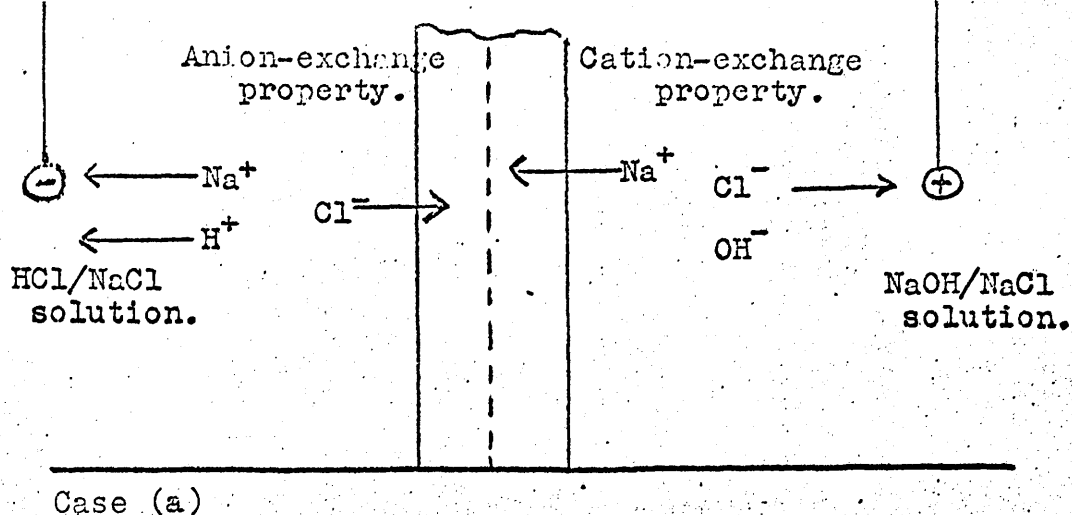 Anion-exchange property.
Cation-exchange property.
− Na⁺ Cl⁻ Na⁺ Cl⁻ +
H⁺ OH⁻
HCl/NaCl solution.
NaOH/NaCl solution.
Case (a)